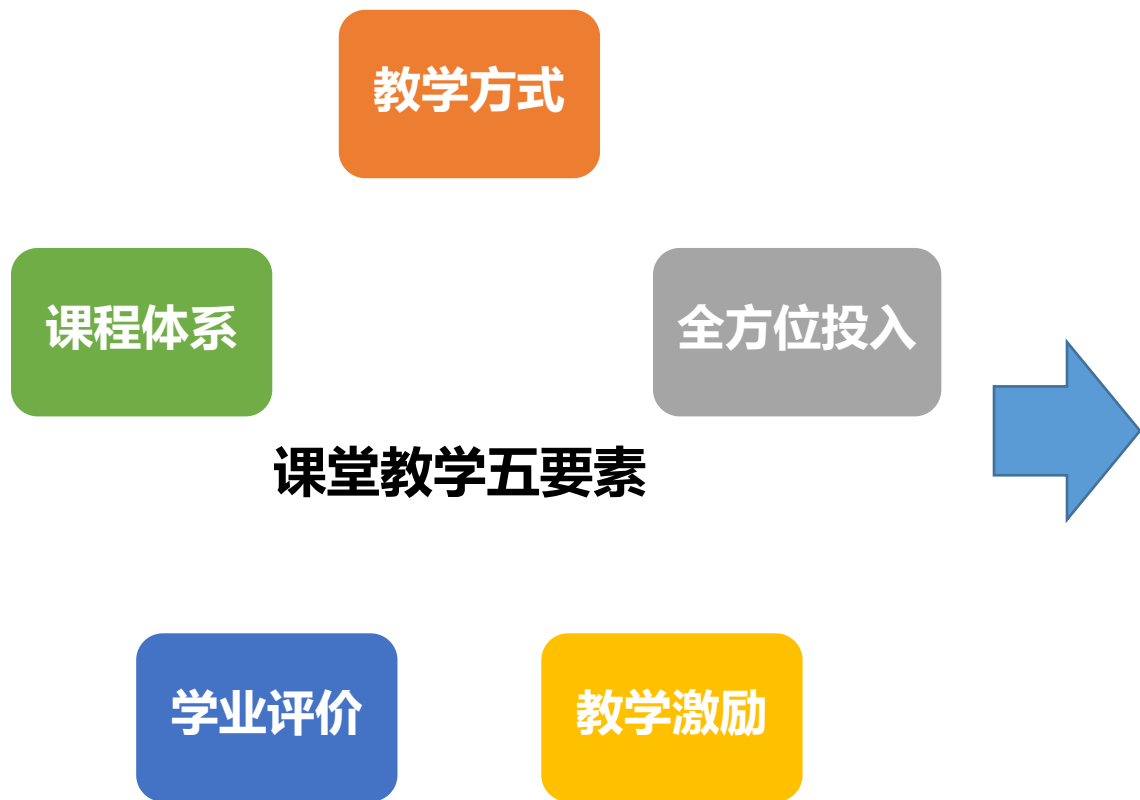 教学方式
课程体系
全方位投入
课堂教学五要素
学业评价
教学激励